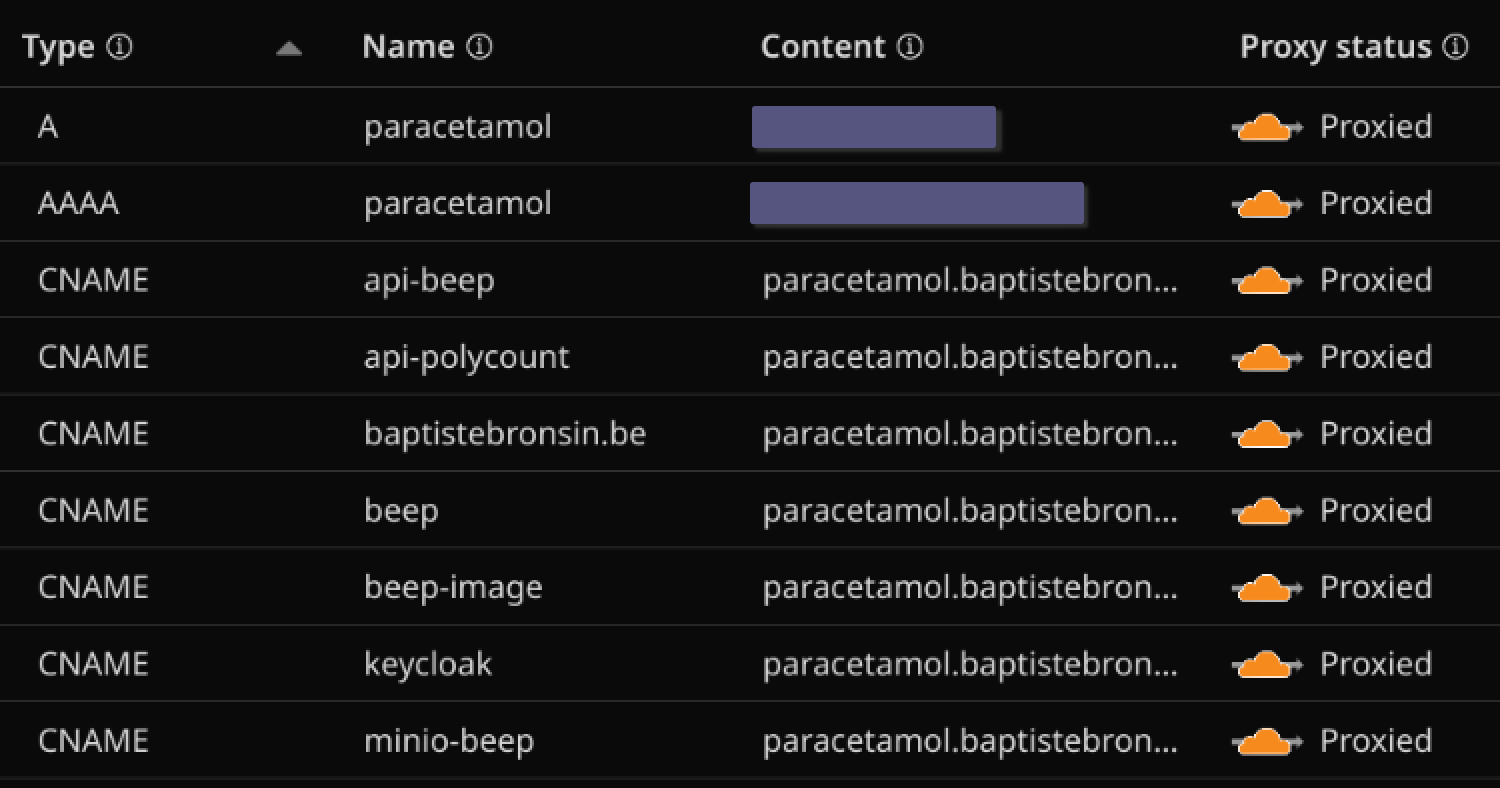 Type Name Content Proxy status
A paracetamol Proxied
AAAA paracetamol Proxied
CNAME api-beep paracetamol.baptistebron... Proxied
CNAME api-polycount paracetamol.baptistebron... Proxied
CNAME baptistebronsin.be paracetamol.baptistebron... Proxied
CNAME beep paracetamol.baptistebron... Proxied
CNAME beep-image paracetamol.baptistebron... Proxied
CNAME keycloak paracetamol.baptistebron... Proxied
CNAME minio-beep paracetamol.baptistebron... Proxied